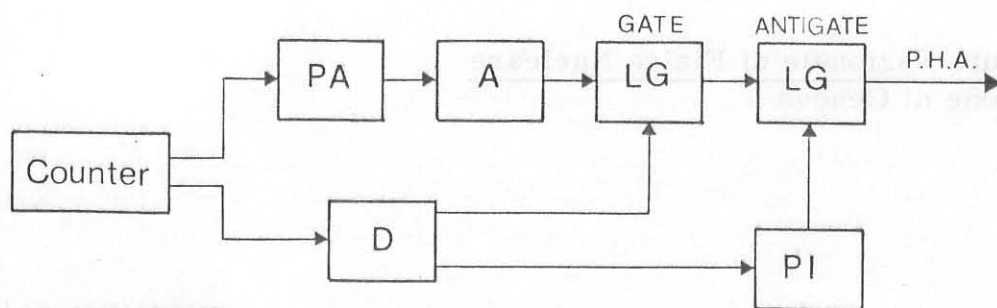 GATE
ANTIGATE
PA
A
LG
LG
P.H.A.
Counter
D
PI